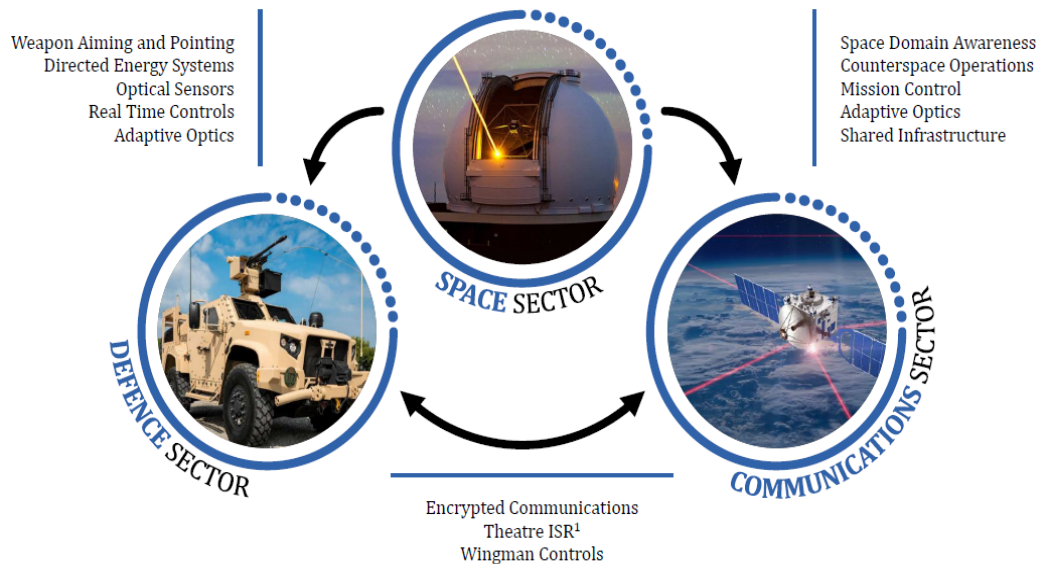 Weapon Aiming and Pointing
Directed Energy Systems
Optical Sensors
Real Time Controls
Adaptive Optics
Space Domain Awareness
Counterspace Operations
Mission Control
Adaptive Optics
Shared Infrastructure
SPACE SECTOR
DEFENCE SECTOR
COMMUNICATIONS SECTOR
Encrypted Communications
Theatre ISR¹
Wingman Controls